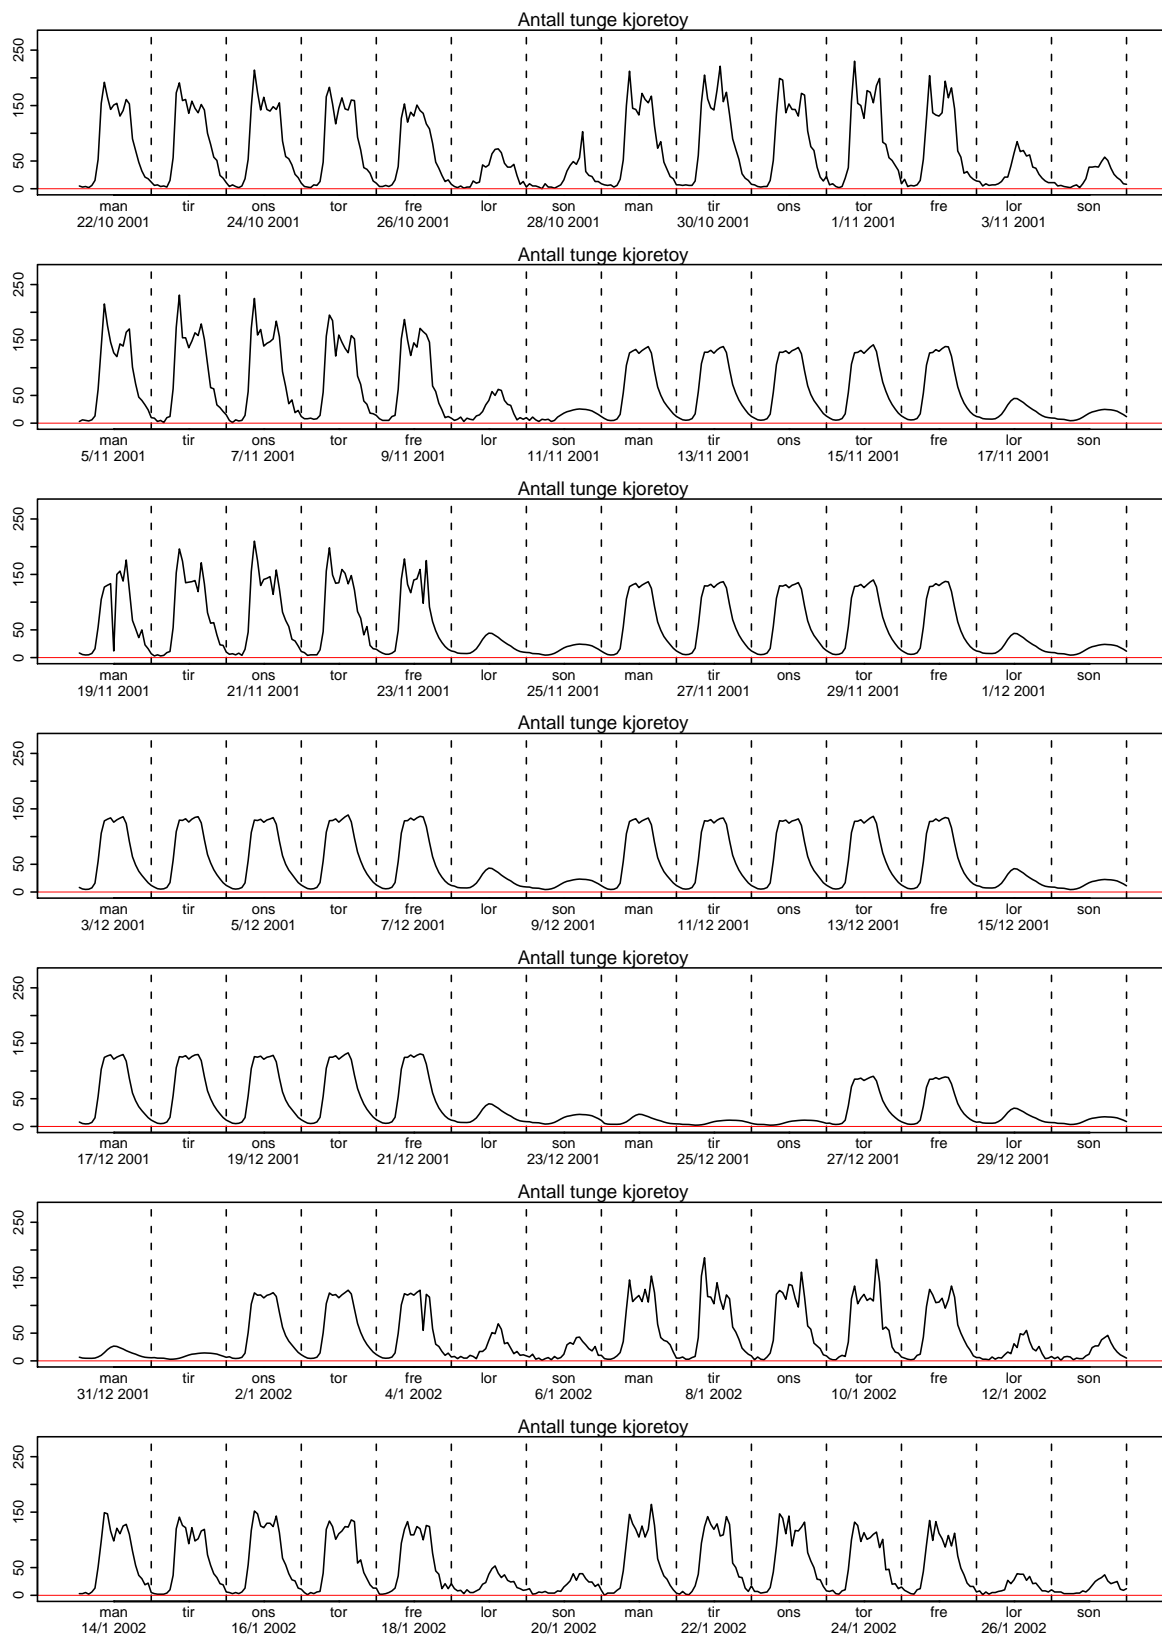 Antall tunge kjoretoy
250
150
50
0
man tir ons tor fre lor son man tir ons tor fre lor son
22/10 2001 24/10 2001 26/10 2001 28/10 2001 30/10 2001 1/11 2001 3/11 2001
Antall tunge kjoretoy
250
150
50
0
man tir ons tor fre lor son man tir ons tor fre lor son
5/11 2001 7/11 2001 9/11 2001 11/11 2001 13/11 2001 15/11 2001 17/11 2001
Antall tunge kjoretoy
250
150
50
0
man tir ons tor fre lor son man tir ons tor fre lor son
19/11 2001 21/11 2001 23/11 2001 25/11 2001 27/11 2001 29/11 2001 1/12 2001
Antall tunge kjoretoy
250
150
50
0
man tir ons tor fre lor son man tir ons tor fre lor son
3/12 2001 5/12 2001 7/12 2001 9/12 2001 11/12 2001 13/12 2001 15/12 2001
Antall tunge kjoretoy
250
150
50
0
man tir ons tor fre lor son man tir ons tor fre lor son
17/12 2001 19/12 2001 21/12 2001 23/12 2001 25/12 2001 27/12 2001 29/12 2001
Antall tunge kjoretoy
250
150
50
0
man tir ons tor fre lor son man tir ons tor fre lor son
31/12 2001 2/1 2002 4/1 2002 6/1 2002 8/1 2002 10/1 2002 12/1 2002
Antall tunge kjoretoy
250
150
50
0
man tir ons tor fre lor son man tir ons tor fre lor son
14/1 2002 16/1 2002 18/1 2002 20/1 2002 22/1 2002 24/1 2002 26/1 2002